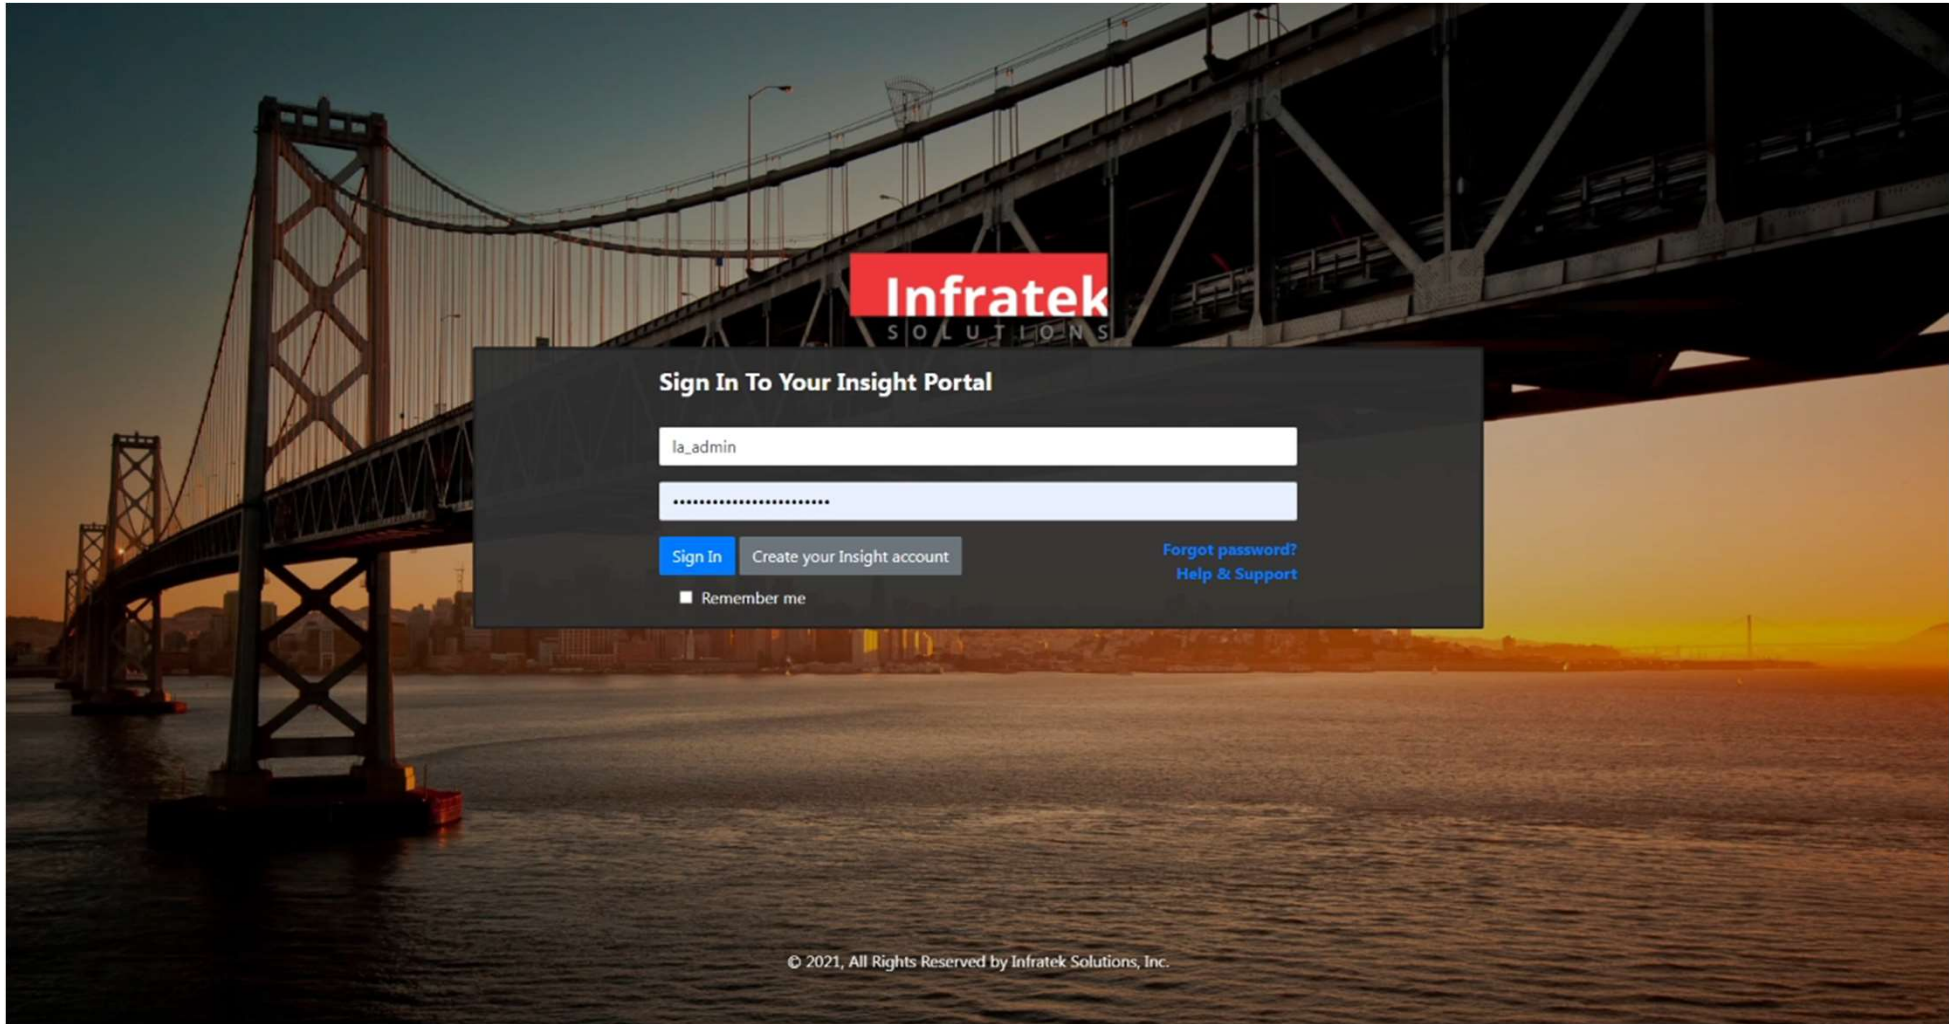 Infratek
SOLUTIONS
Sign In To Your Insight Portal
la_admin
Sign In
Create your Insight account
Forgot password?
Help & Support
Remember me
© 2021, All Rights Reserved by Infratek Solutions, Inc.